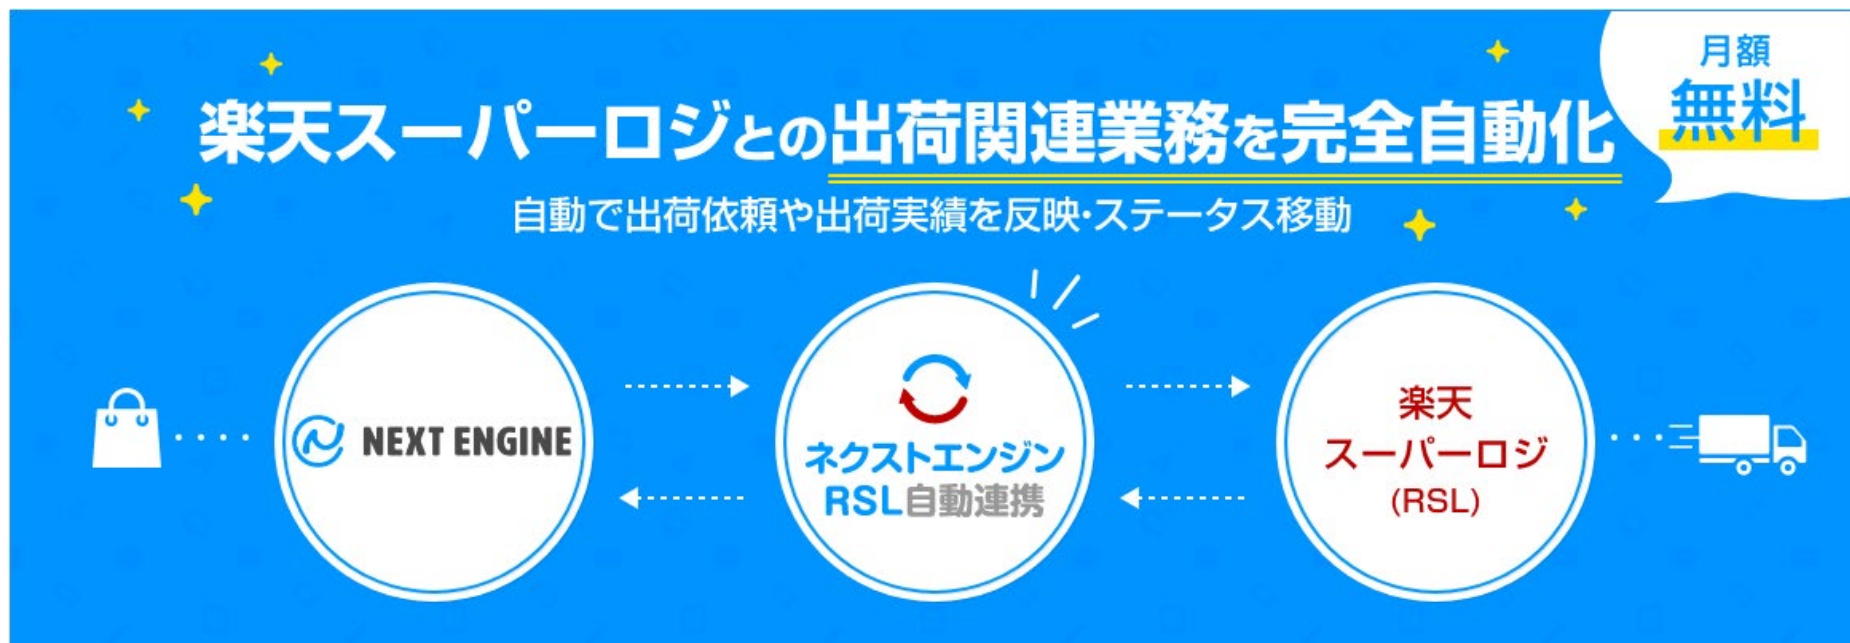 月額
無料
楽天スーパーロジとの出荷関連業務を完全自動化
自動で出荷依頼や出荷実績を反映・ステータス移動
NEXT ENGINE
ネクストエンジン
RSL自動連携
楽天
スーパーロジ
(RSL)